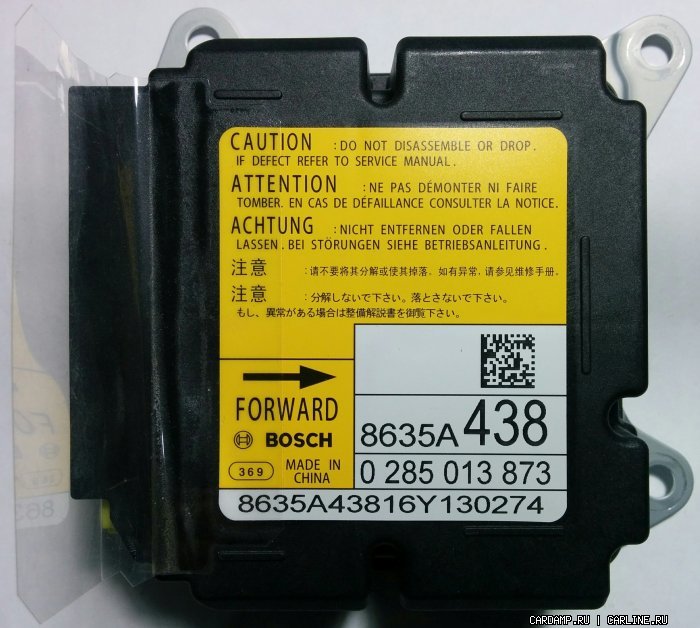 CAUTION :DO NOT DISASSEMBLE OR DROP.
IF DEFECT REFER TO SERVICE MANUAL.
ATTENTION :NE PAS DÉMONTER NI FAIRE
TOMBER. EN CAS DE DÉFAILLANCE CONSULTER LA NOTICE.
ACHTUNG :NICHT ENTFERNEN ODER FALLEN
LASSEN. BEI STÖRUNGEN SIEHE BETRIEBSANLEITUNG.
注意 :请不要将其分解或使其掉落。如有异常,请参见维修手册。
注意 :分解しないで下さい。落とさないで下さい。
もし、異常がある場合は整備解説書を御覧下さい。
FORWARD
BOSCH
8635A 438
369 MADE IN
CHINA
0 285 013 873
8635A43816Y130274
CARDAMP.RU | CARLINE.RU